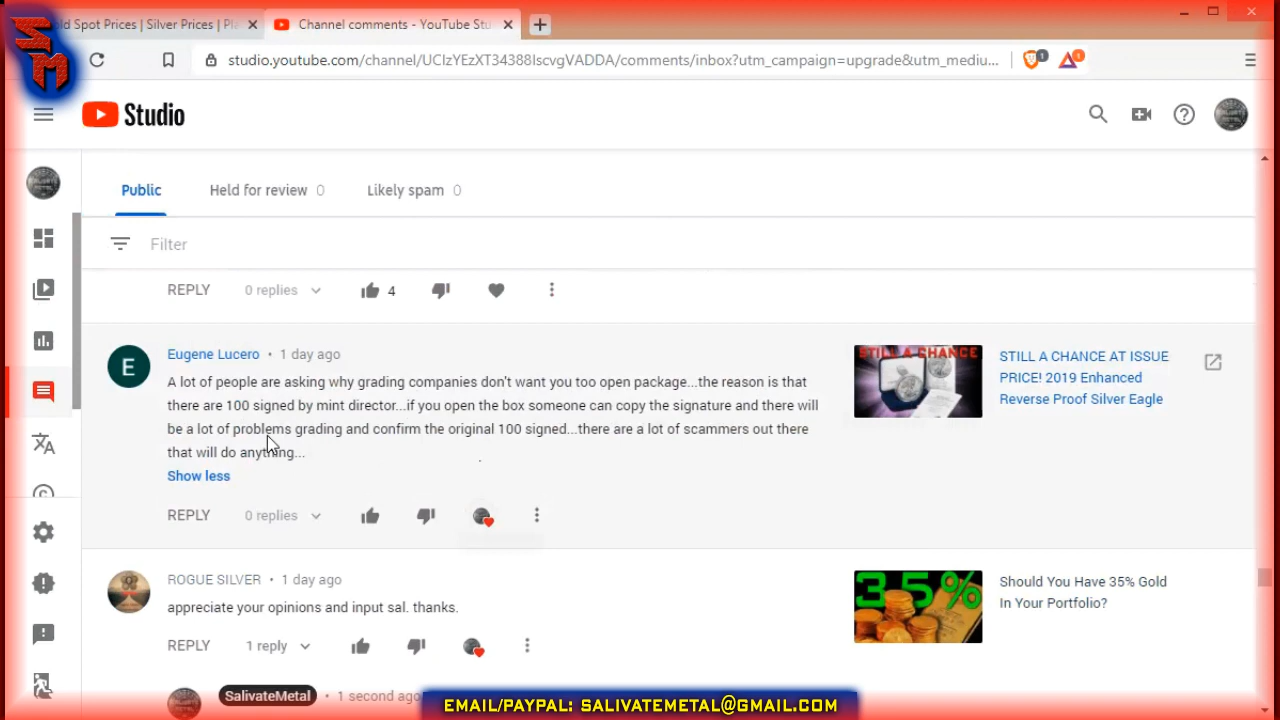 SM
old Spot Prices | Silver Prices | Pla
Channel comments - YouTube Stu
studio.youtube.com/channel/UCIzYEzXT34388IscvgVADDA/comments/inbox?utm_campaign=upgrade&utm_mediu...
1
1
Studio
Public
Held for review 0
Likely spam 0
Filter
REPLY 0 replies 4
Eugene Lucero • 1 day ago
A lot of people are asking why grading companies don't want you too open package...the reason is that
there are 100 signed by mint director...if you open the box someone can copy the signature and there will
be a lot of problems grading and confirm the original 100 signed...there are a lot of scammers out there
that will do anything...
Show less
REPLY 0 replies
E
STILL A CHANCE
STILL A CHANCE AT ISSUE
PRICE! 2019 Enhanced
Reverse Proof Silver Eagle
ROGUE SILVER • 1 day ago
appreciate your opinions and input sal. thanks.
REPLY 1 reply
35%
Should You Have 35% Gold
In Your Portfolio?
SalivateMetal • 1 second ago
EMAIL/PAYPAL: SALIVATEMETAL@GMAIL.COM